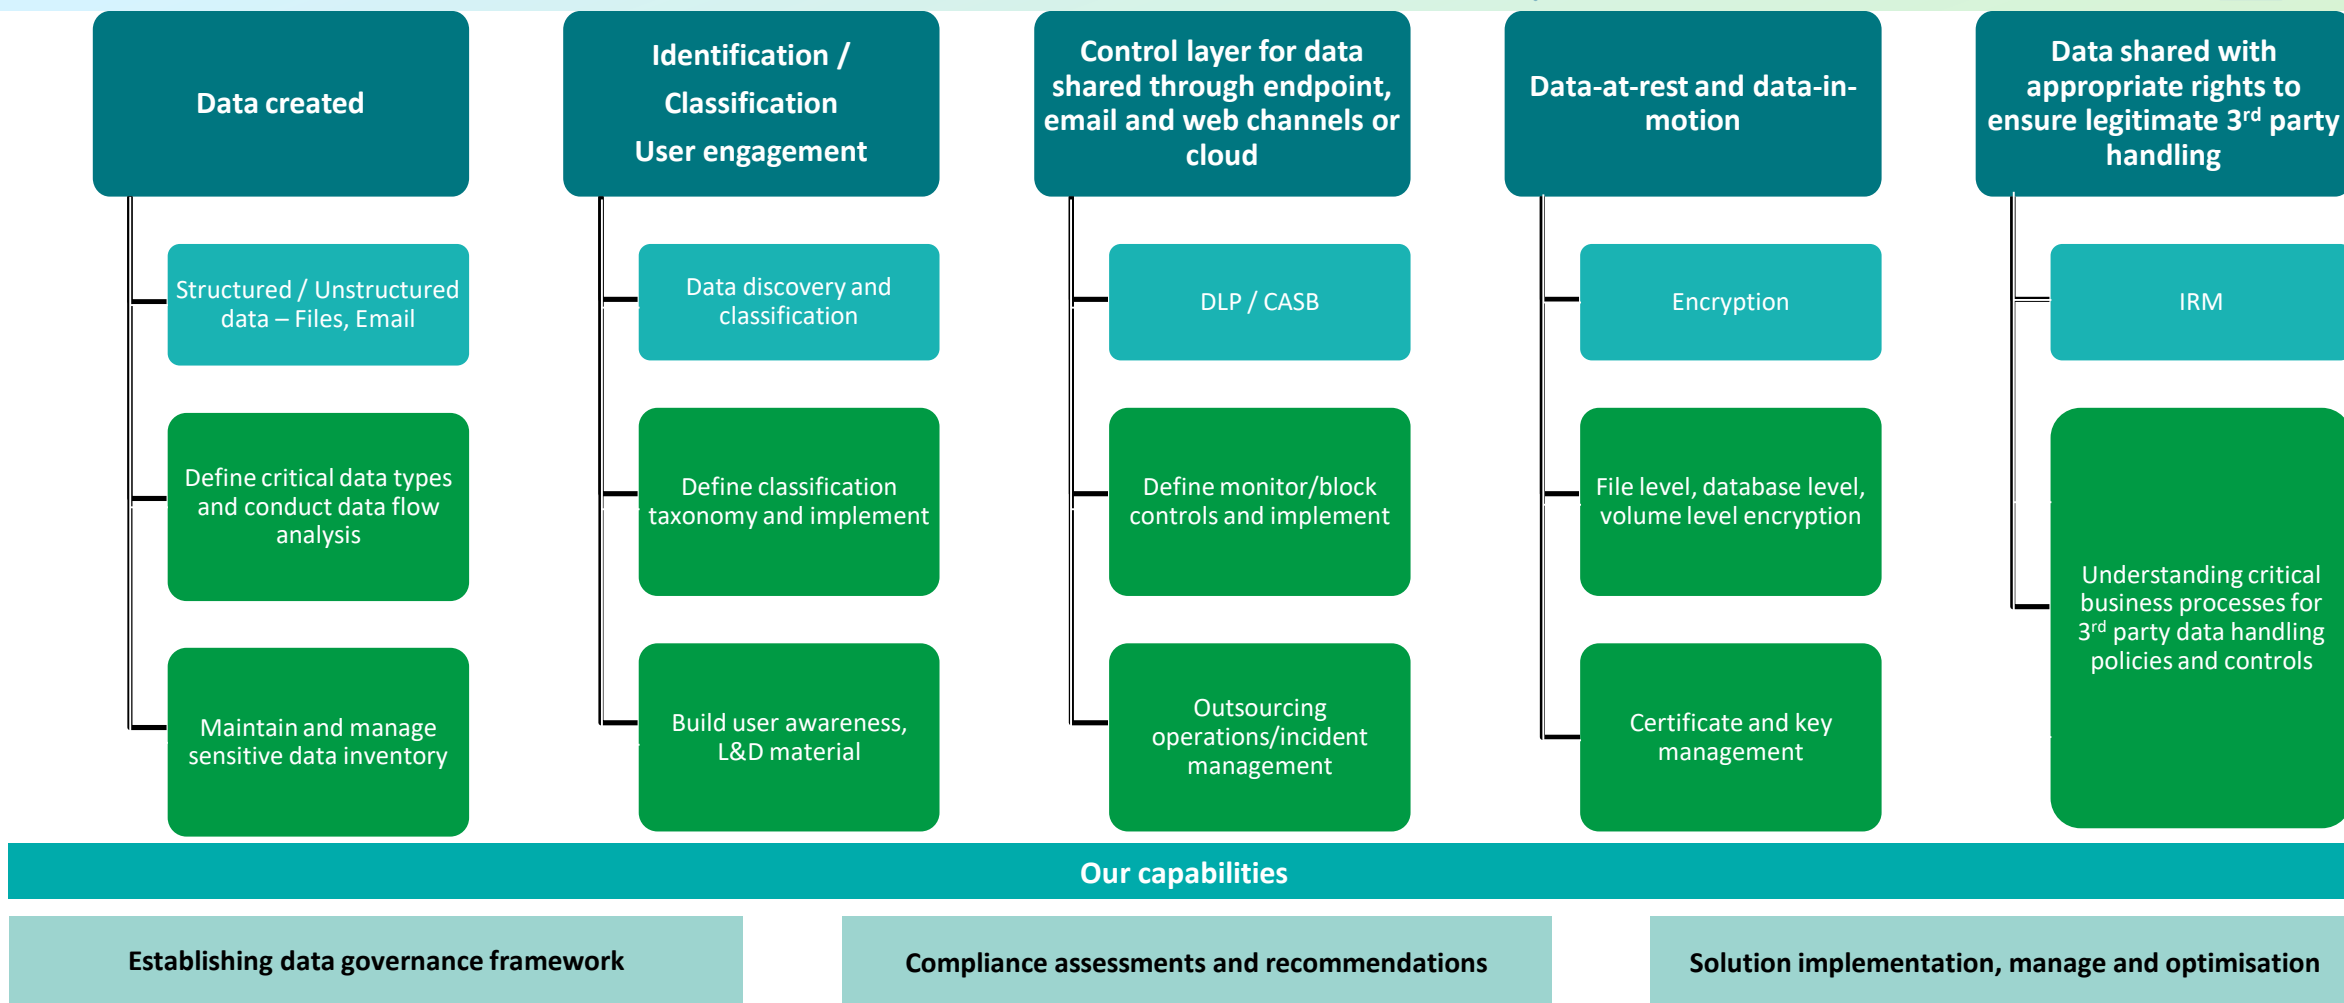 Data created
Structured / Unstructured
data – Files, Email
Define critical data types
and conduct data flow
analysis
Maintain and manage
sensitive data inventory
Identification /
Classification
User engagement
Data discovery and
classification
Define classification
taxonomy and implement
Build user awareness,
L&D material
Control layer for data
shared through endpoint,
email and web channels or
cloud
DLP / CASB
Define monitor/block
controls and implement
Outsourcing
operations/incident
management
Data-at-rest and data-in-
motion
Encryption
File level, database level,
volume level encryption
Certificate and key
management
Data shared with
appropriate rights to
ensure legitimate 3rd party
handling
IRM
Understanding critical
business processes for
3rd party data handling
policies and controls
Our capabilities
Establishing data governance framework
Compliance assessments and recommendations
Solution implementation, manage and optimisation